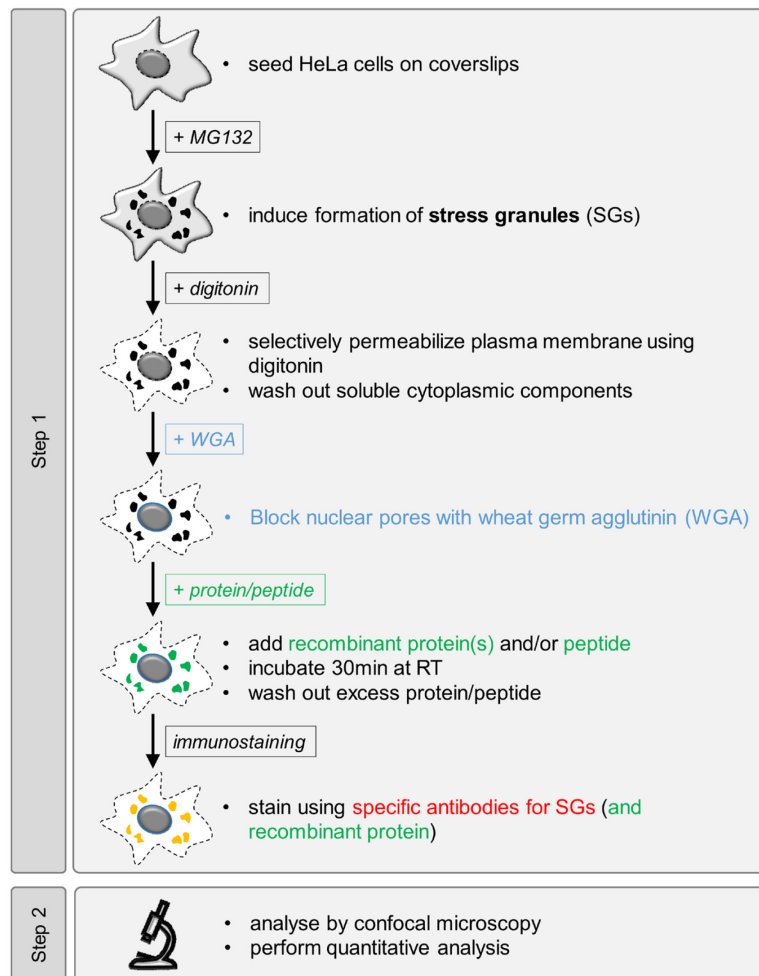 Step 1
• seed HeLa cells on coverslips
+ MG132
• induce formation of stress granules (SGs)
+ digitonin
• selectively permeabilize plasma membrane using
digitonin
• wash out soluble cytoplasmic components
+ WGA
• Block nuclear pores with wheat germ agglutinin (WGA)
+ protein/peptide
• add recombinant protein(s) and/or peptide
• incubate 30min at RT
• wash out excess protein/peptide
immunostaining
• stain using specific antibodies for SGs (and
recombinant protein)
Step 2
• analyse by confocal microscopy
• perform quantitative analysis